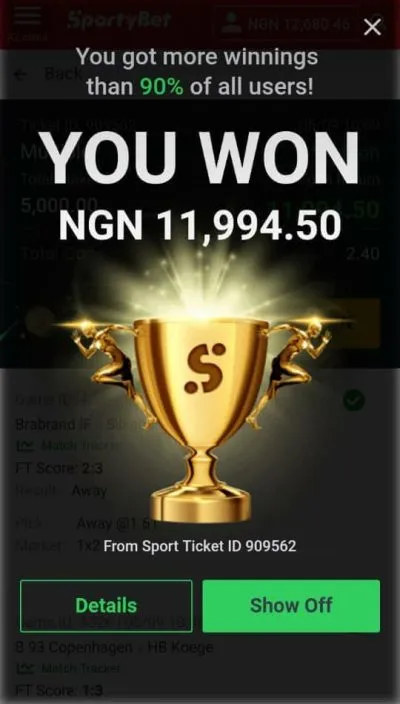 SportyBet
NGN 12,680.46
You got more winnings
than 90% of all users!
Back
YOU WON
5,000.00
11,994.50
NGN 11,994.50
2.40
Brabrand IF -
Match Tracker
FT Score: 2:3
Result Away
Pick Away @1.61
Market 1x2
From Sport Ticket ID 909562
Details
Show Off
B 93 Copenhagen - HB Koege
Match Tracker
FT Score: 1:3